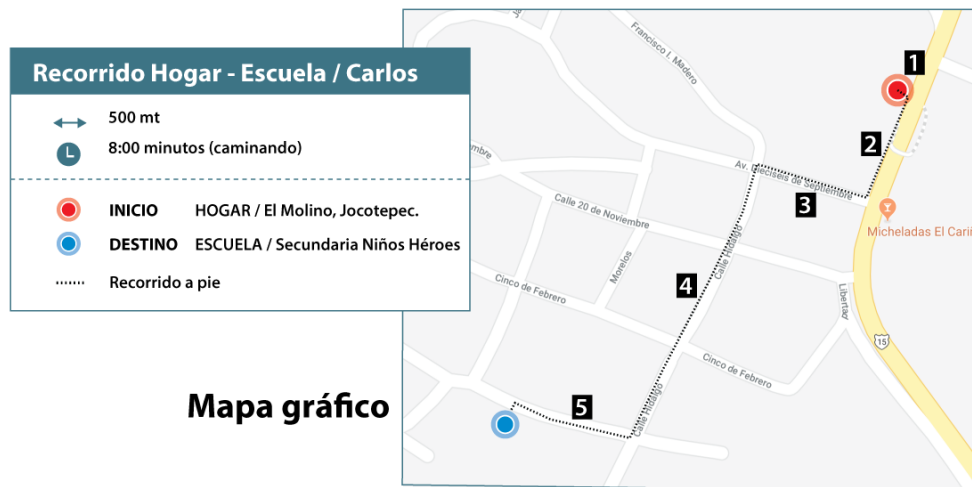 Recorrido Hogar - Escuela / Carlos
500 mt
8:00 minutos (caminando)
INICIO HOGAR / El Molino, Jocotepec.
DESTINO ESCUELA / Secundaria Niños Héroes
Recorrido a pie
Mapa gráfico
Francisco I. Madero
1
2
Av. Dieciseis de Septiembre
3
Micheladas El Cari
Calle 20 de Noviembre
Calle Hidalgo
Morelos
4
Cinco de Febrero
Libertad
15
Cinco de Febrero
Calle Hidalgo
5